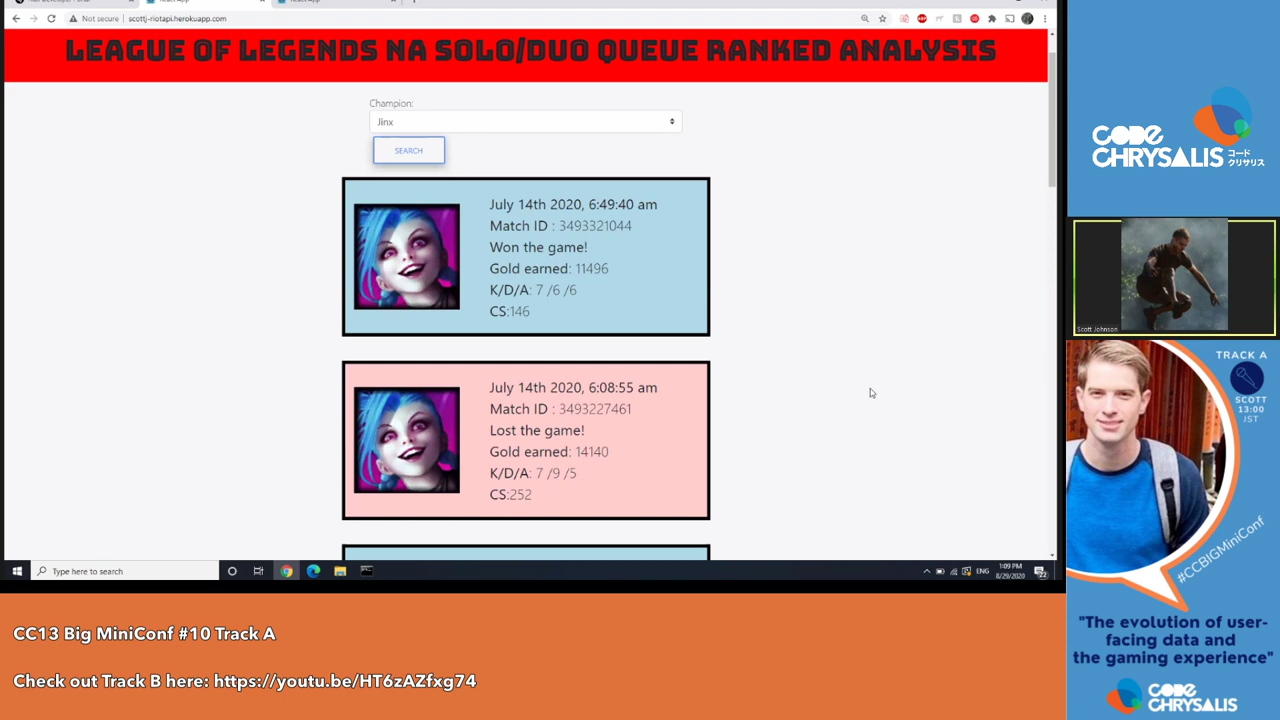 Not secure
scottj-riotapi.herokuapp.com
LEAGUE OF LEGENDS NA SOLO/DUO QUEUE RANKED ANALYSIS
Champion:
Jinx
SEARCH
July 14th 2020, 6:49:40 am
Match ID : 3493321044
Won the game!
Gold earned: 11496
K/D/A: 7 /6 /6
CS:146
July 14th 2020, 6:08:55 am
Match ID : 3493227461
Lost the game!
Gold earned: 14140
K/D/A: 7 /9 /5
CS:252
Type here to search
ENG
1:09 PM
8/29/2020
22
CODE
CHRYSALIS
コード
クリサリス
Scott Johnson
TRACK A
SCOTT
13:00
JST
#CCBIGMiniConf
"The evolution of user-
facing data and
the gaming experience"
CODE
CHRYSALIS
CC13 Big MiniConf #10 Track A
Check out Track B here: https://youtu.be/HT6zAZfxg74